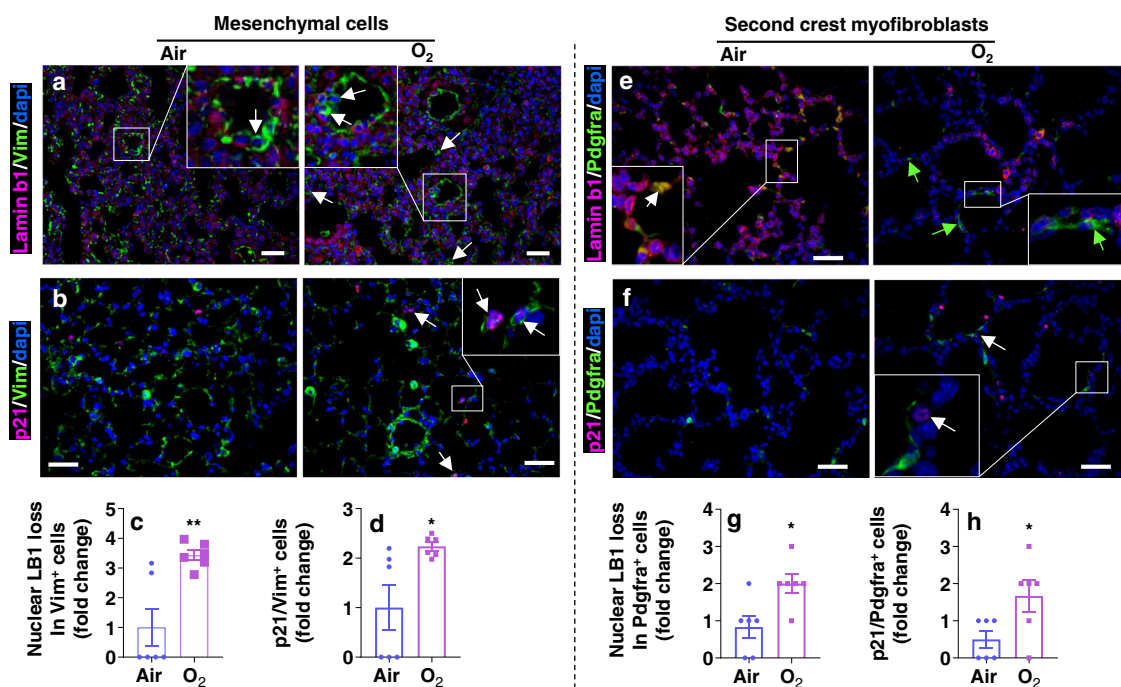 Mesenchymal cells
Air
O₂
Second crest myofibroblasts
Air
O₂
a
Lamin b1/Vim/dapi
e
Lamin b1/Pdgfra/dapi
b
p21/Vim/dapi
f
p21/Pdgfra/dapi
c
Nuclear LB1 loss
In Vim⁺ cells
(fold change)
5
4
3
2
1
0
**
Air
O₂
d
p21/Vim⁺ cells
(fold change)
3
2
1
0
*
Air
O₂
g
Nuclear LB1 loss
In Pdgfra⁺ cells
(fold change)
4
3
2
1
0
*
Air
O₂
h
p21/Pdgfra⁺ cells
(fold change)
4
3
2
1
0
*
Air
O₂